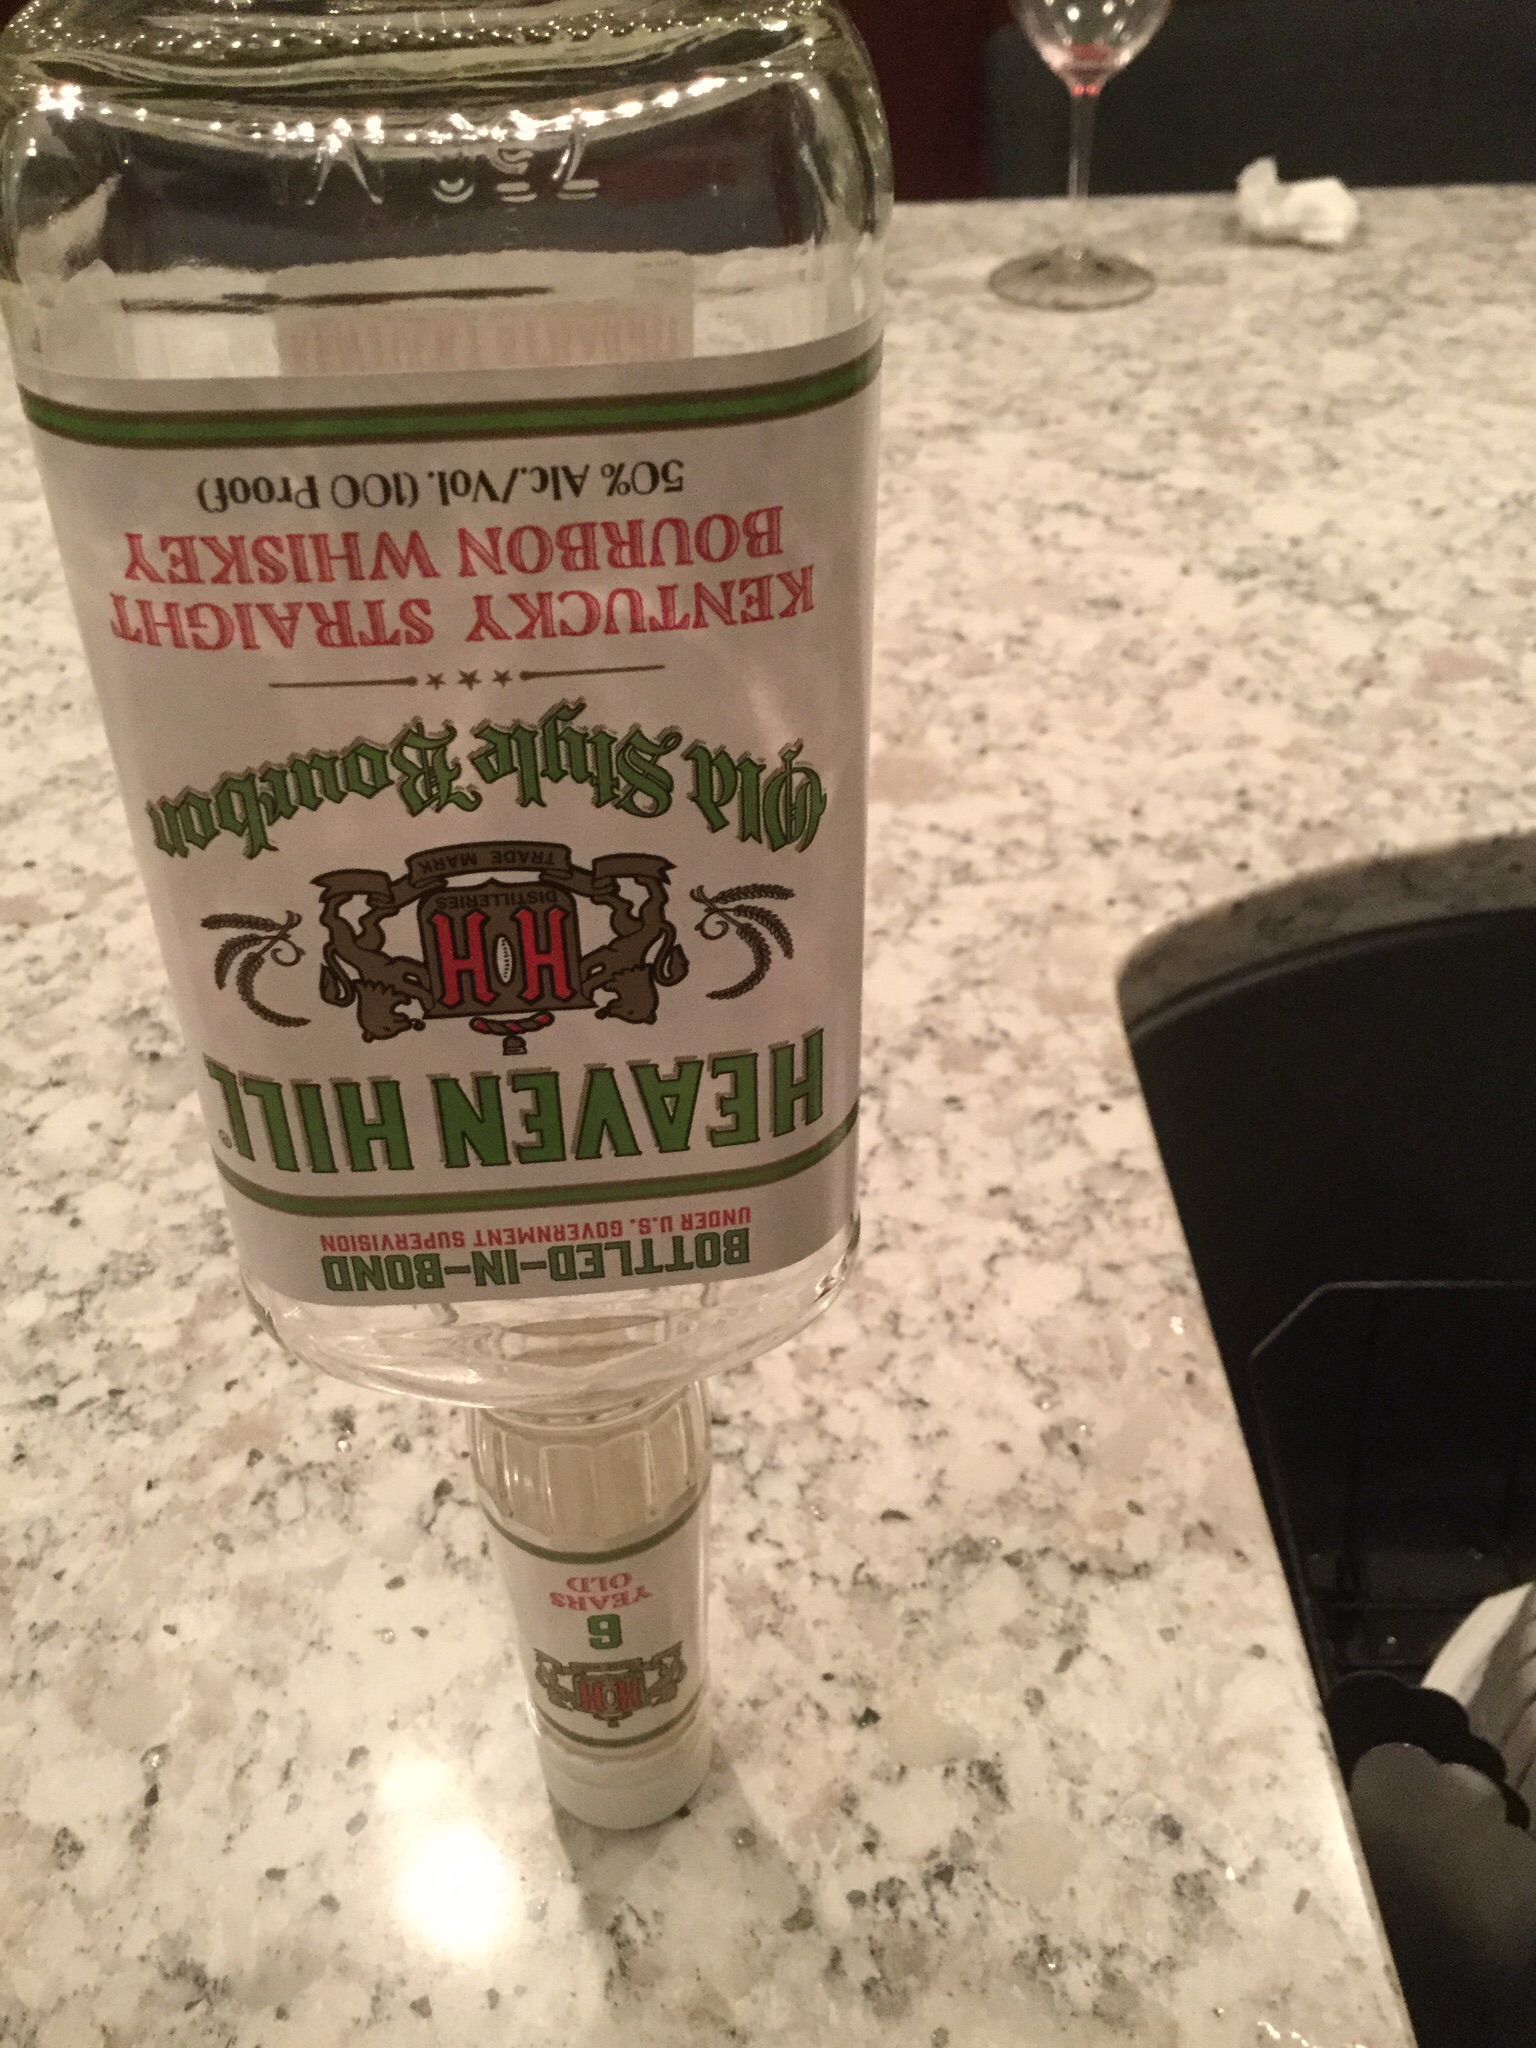 6
YEARS
OLD
BOTTLED-IN-BOND
UNDER U.S. GOVERNMENT SUPERVISION
HEAVEN HILL®
HH
DISTILLERIES
TRADE MARK
Old Style Bourbon
KENTUCKY STRAIGHT
BOURBON WHISKEY
50% Alc./Vol. (100 Proof)